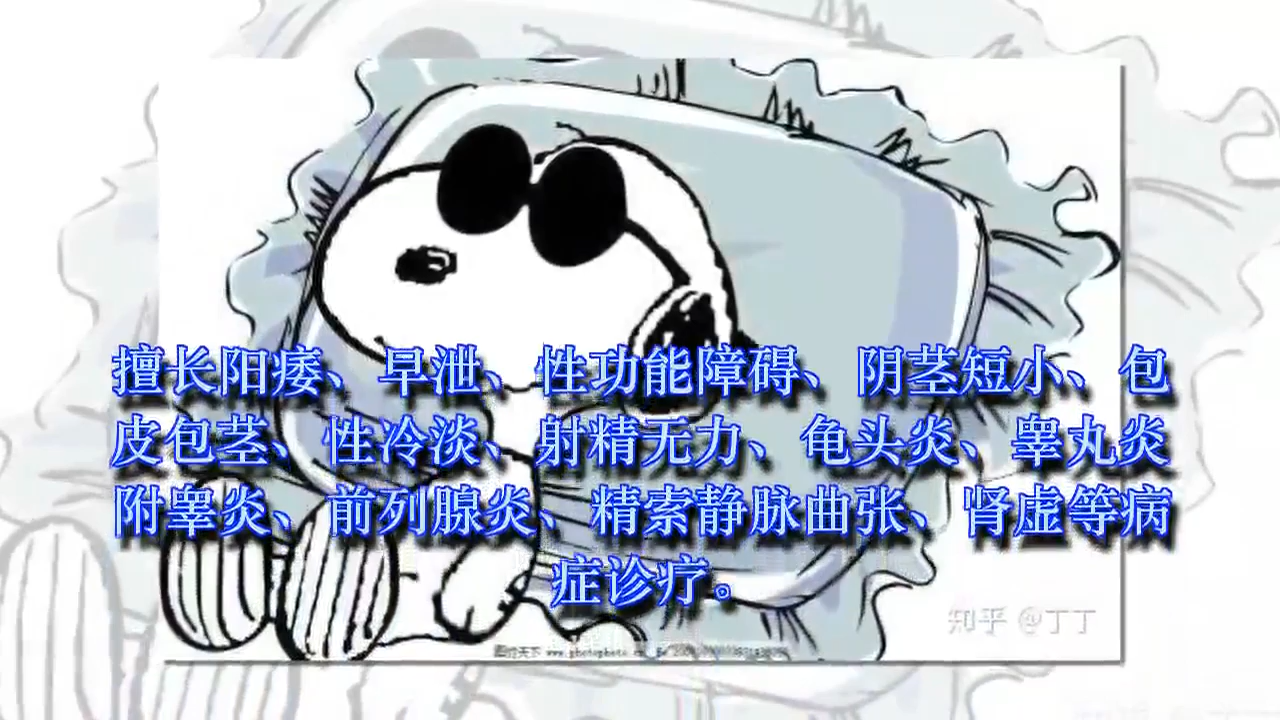 擅长阳痿、早泄、性功能障碍、阴茎短小、包
皮包茎、性冷淡、射精无力、龟头炎、睾丸炎
附睾炎、前列腺炎、精索静脉曲张、肾虚等病
症诊疗。
知乎 @丁丁